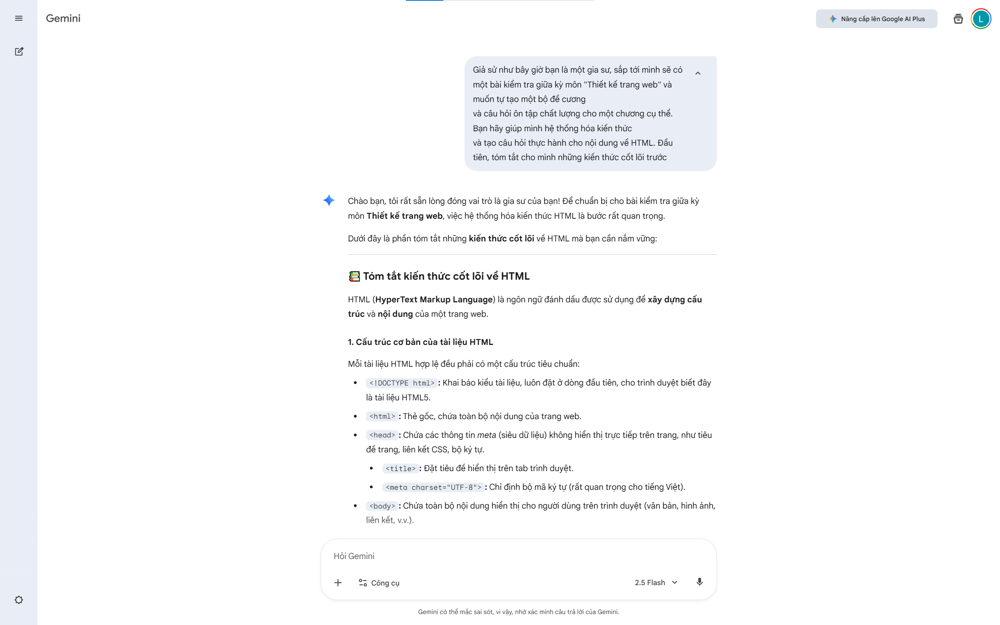 Gemini
Nâng cấp lên Google AI Plus
L
Giả sử như bây giờ bạn là một gia sư, sắp tới mình sẽ có
một bài kiểm tra giữa kỳ môn "Thiết kế trang web" và
muốn tự tạo một bộ đề cương
và câu hỏi ôn tập chất lượng cho một chương cụ thể.
Bạn hãy giúp mình hệ thống hóa kiến thức
và tạo câu hỏi thực hành cho nội dung về HTML. Đầu
tiên, tóm tắt cho mình những kiến thức cốt lõi trước
Chào bạn, tôi rất sẵn lòng đóng vai trò là gia sư của bạn! Để chuẩn bị cho bài kiểm tra giữa kỳ
môn Thiết kế trang web, việc hệ thống hóa kiến thức HTML là bước rất quan trọng.
Dưới đây là phần tóm tắt những kiến thức cốt lõi về HTML mà bạn cần nắm vững:
Tóm tắt kiến thức cốt lõi về HTML
HTML (HyperText Markup Language) là ngôn ngữ đánh dấu được sử dụng để xây dựng cấu
trúc và nội dung của một trang web.
1. Cấu trúc cơ bản của tài liệu HTML
Mỗi tài liệu HTML hợp lệ đều phải có một cấu trúc tiêu chuẩn:
• <!DOCTYPE html>: Khai báo kiểu tài liệu, luôn đặt ở dòng đầu tiên, cho trình duyệt biết đây
là tài liệu HTML5.
• <html>: Thẻ gốc, chứa toàn bộ nội dung của trang web.
• <head>: Chứa các thông tin meta (siêu dữ liệu) không hiển thị trực tiếp trên trang, như tiêu
đề trang, liên kết CSS, bộ ký tự.
• <title>: Đặt tiêu đề hiển thị trên tab trình duyệt.
• <meta charset="UTF-8">: Chỉ định bộ mã ký tự (rất quan trọng cho tiếng Việt).
• <body>: Chứa toàn bộ nội dung hiển thị cho người dùng trên trình duyệt (văn bản, hình ảnh,
liên kết, v.v.).
Hỏi Gemini
Công cụ
2.5 Flash
Gemini có thể mắc sai sót, vì vậy, nhớ xác minh câu trả lời của Gemini.